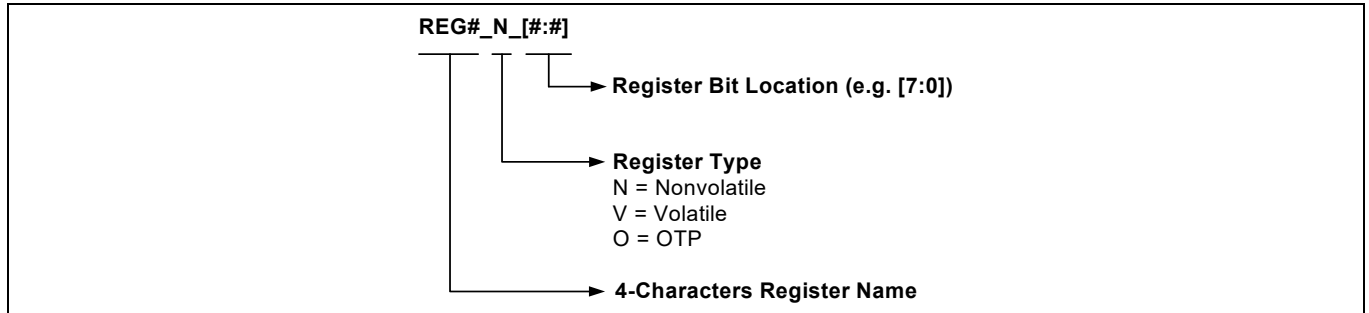 REG#_N_[#:#]
Register Bit Location (e.g. [7:0])
Register Type
N = Nonvolatile
V = Volatile
O = OTP
4-Characters Register Name